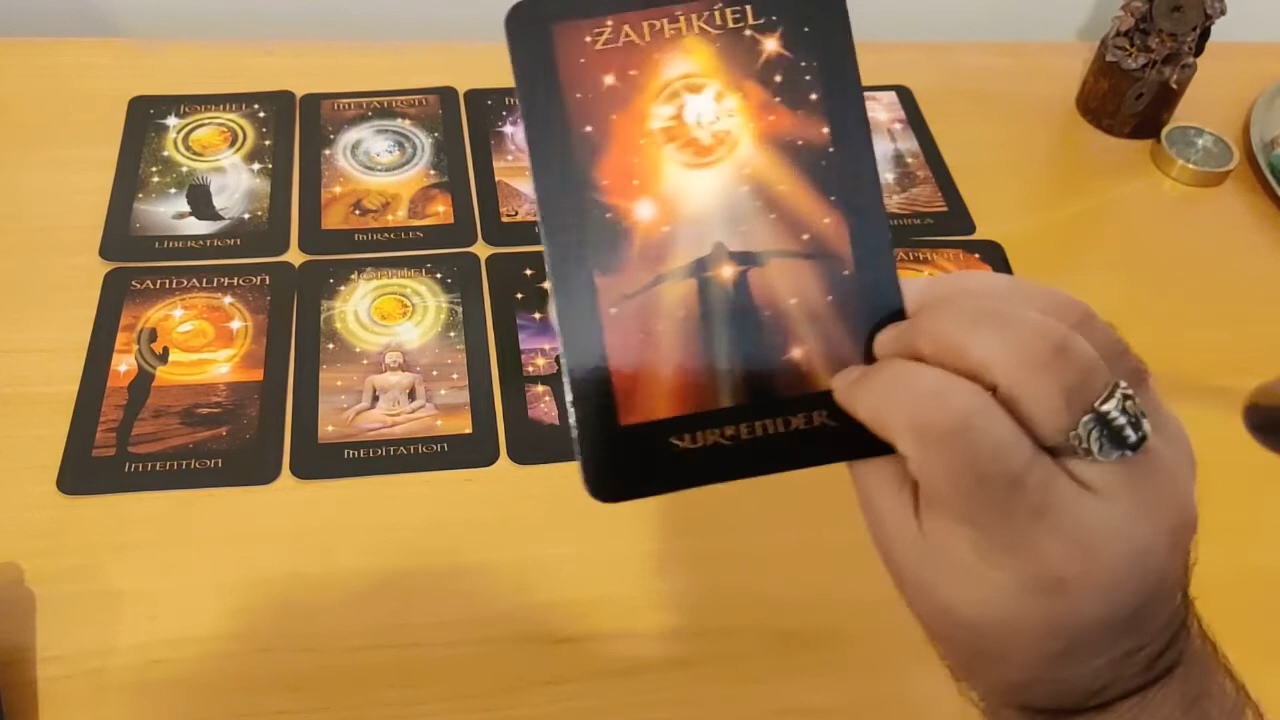 ZAPHKIEL
SURRENDER
JOPHIEL
LIBERATION
METATRON
MIRACLES
SANDALPHON
INTENTION
JOPHIEL
MEDITATION